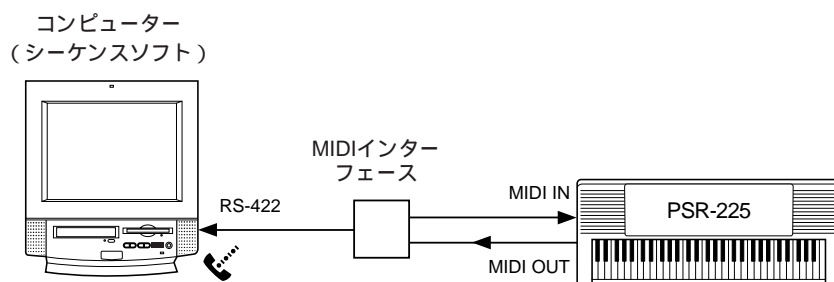 コンピューター
（シーケンスソフト）
MIDIインター
フェース
RS-422
MIDI IN
PSR-225
MIDI OUT